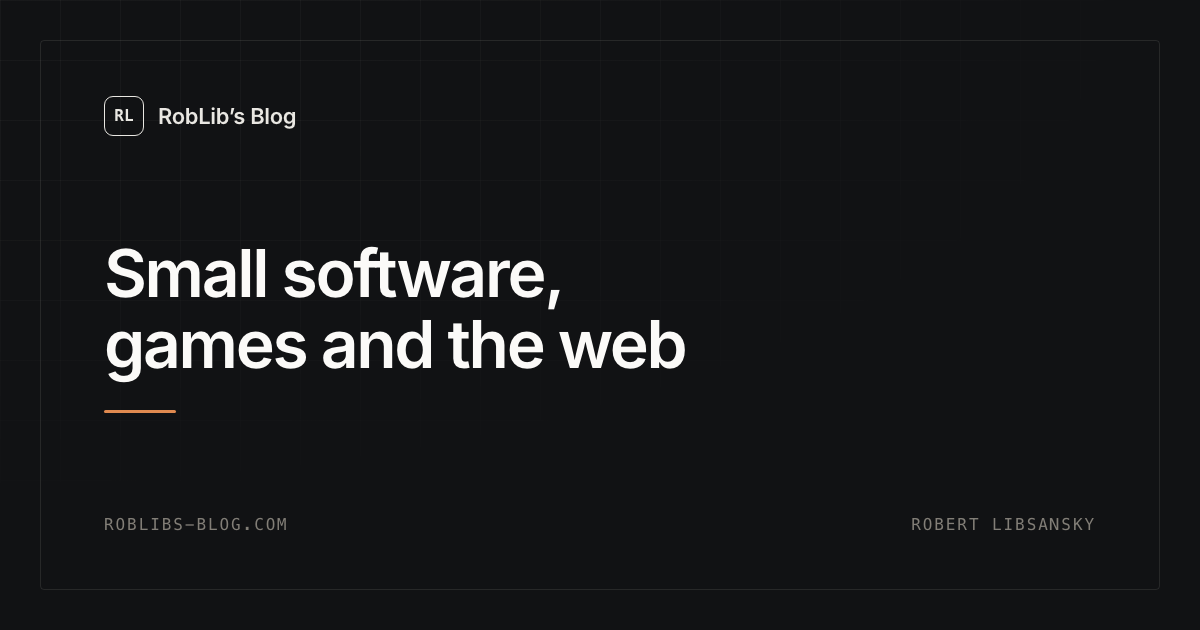 RL
RobLib’s Blog
Small software,
games and the web
ROBLIBS-BLOG.COM
ROBERT LIBSANSKY